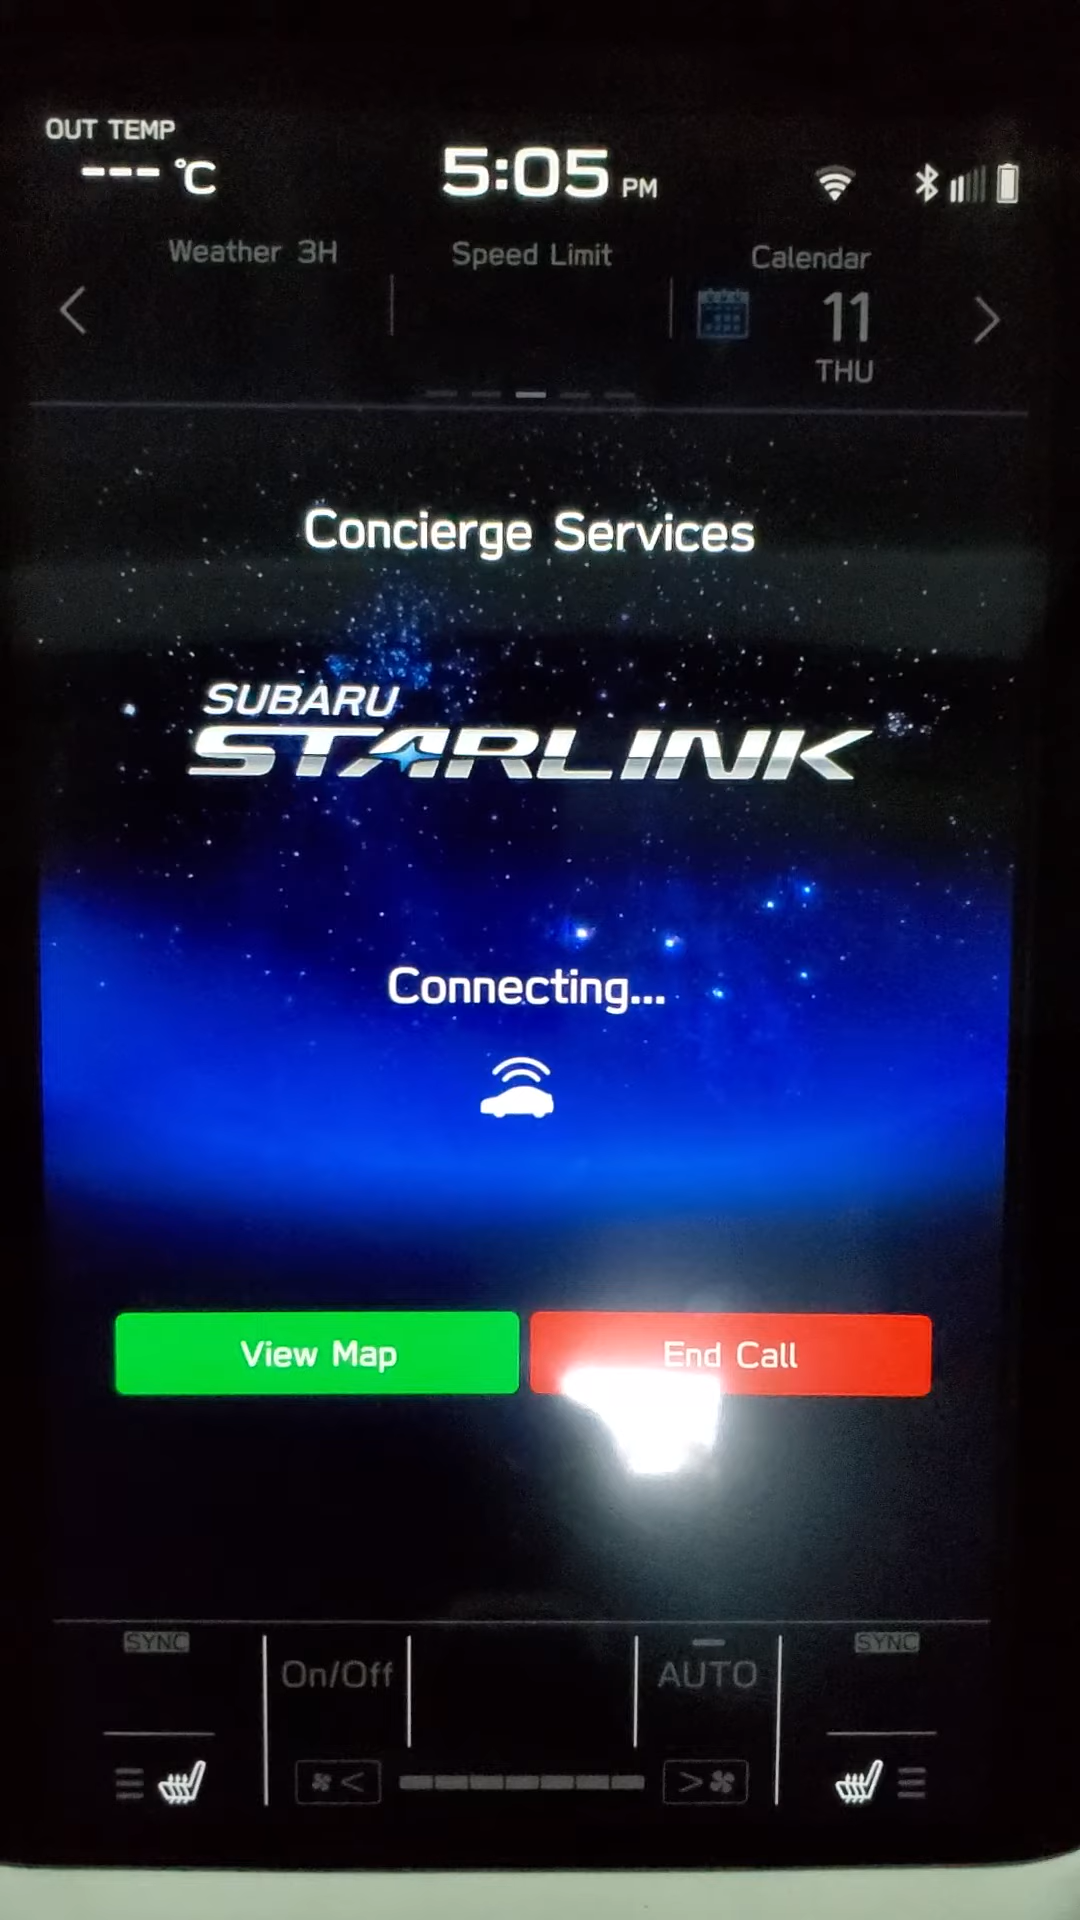 OUT TEMP
--- °C
5:05 PM
Weather 3H
Speed Limit
Calendar
11
THU
Concierge Services
SUBARU
STARLINK
Connecting...
View Map
End Call
SYNC
SYNC
On/Off
AUTO
<
>